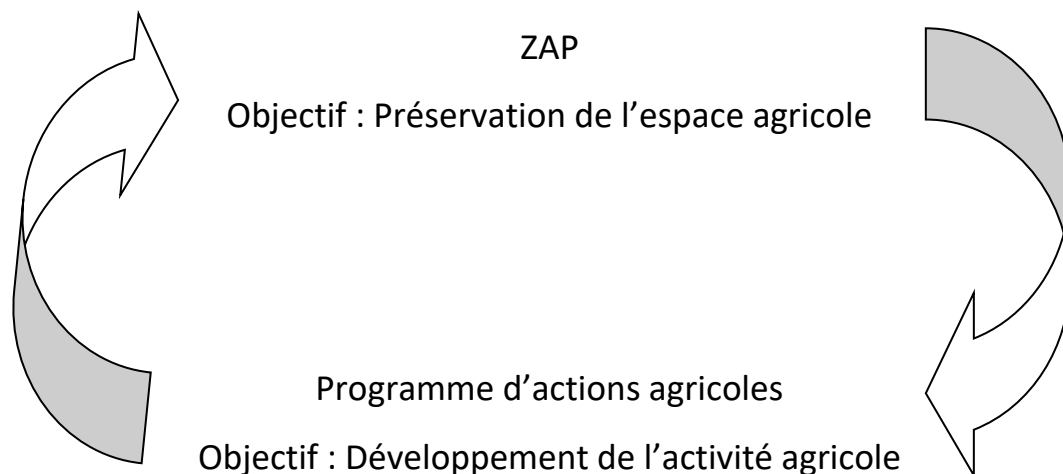 ZAP
Objectif : Préservation de l’espace agricole
Programme d’actions agricoles
Objectif : Développement de l’activité agricole